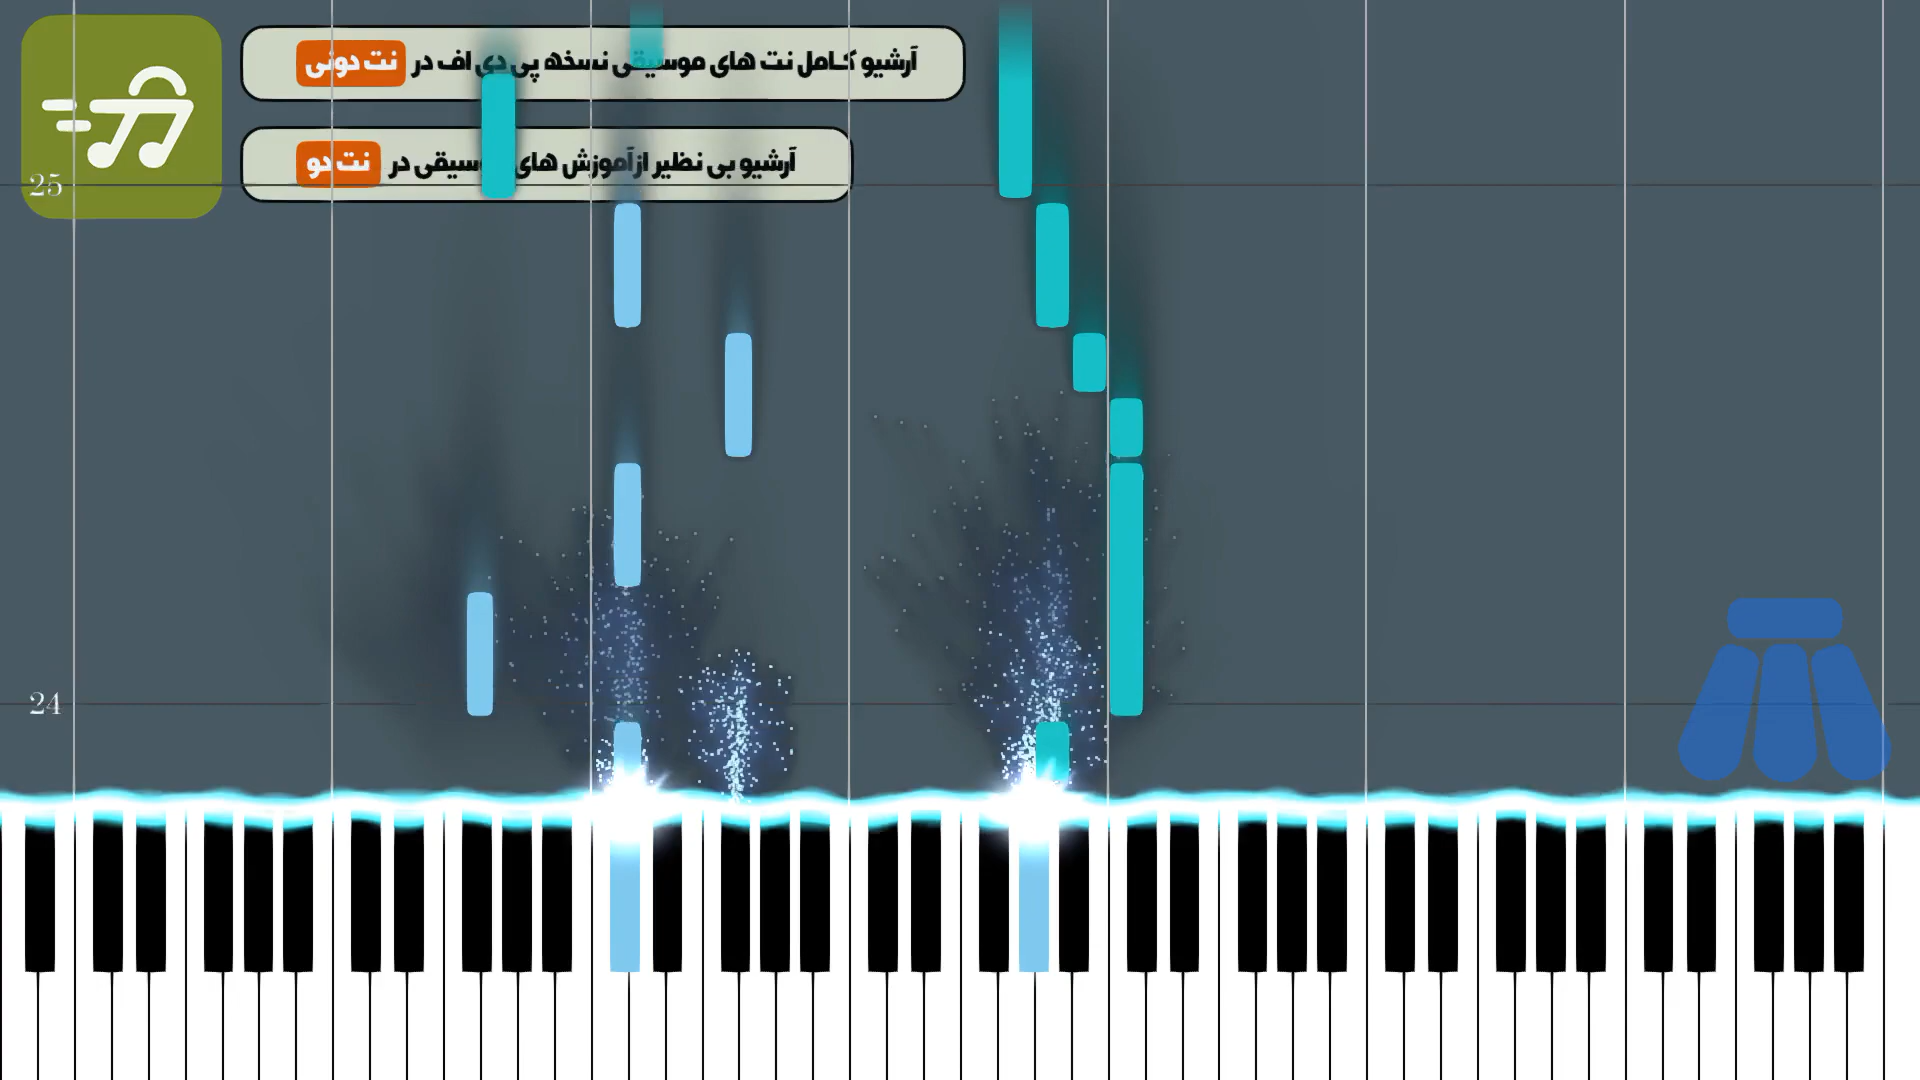 آرشیو کامل نت های موسیقی نسخه پی دی اف در نت دونی
آرشیو بی نظیر از آموزش های موسیقی در نت دو
25
24